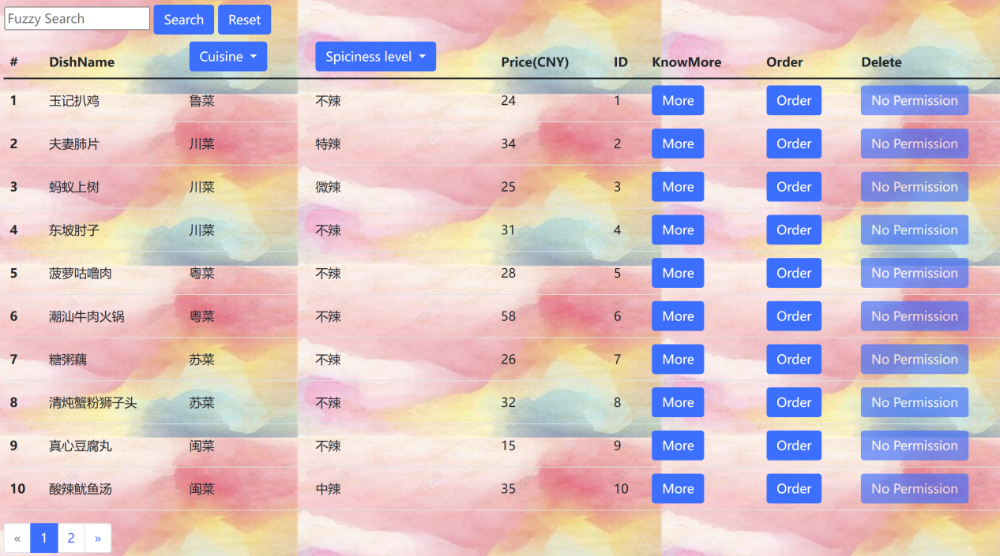 Fuzzy Search Search Reset
# DishName Cuisine Spiciness level Price(CNY) ID KnowMore Order Delete
1 玉记扒鸡 鲁菜 不辣 24 1 More Order No Permission
2 夫妻肺片 川菜 特辣 34 2 More Order No Permission
3 蚂蚁上树 川菜 微辣 25 3 More Order No Permission
4 东坡肘子 川菜 不辣 31 4 More Order No Permission
5 菠萝咕噜肉 粤菜 不辣 28 5 More Order No Permission
6 潮汕牛肉火锅 粤菜 不辣 58 6 More Order No Permission
7 糖粥藕 苏菜 不辣 26 7 More Order No Permission
8 清炖蟹粉狮子头 苏菜 不辣 32 8 More Order No Permission
9 真心豆腐丸 闽菜 不辣 15 9 More Order No Permission
10 酸辣鱿鱼汤 闽菜 中辣 35 10 More Order No Permission
« 1 2 »